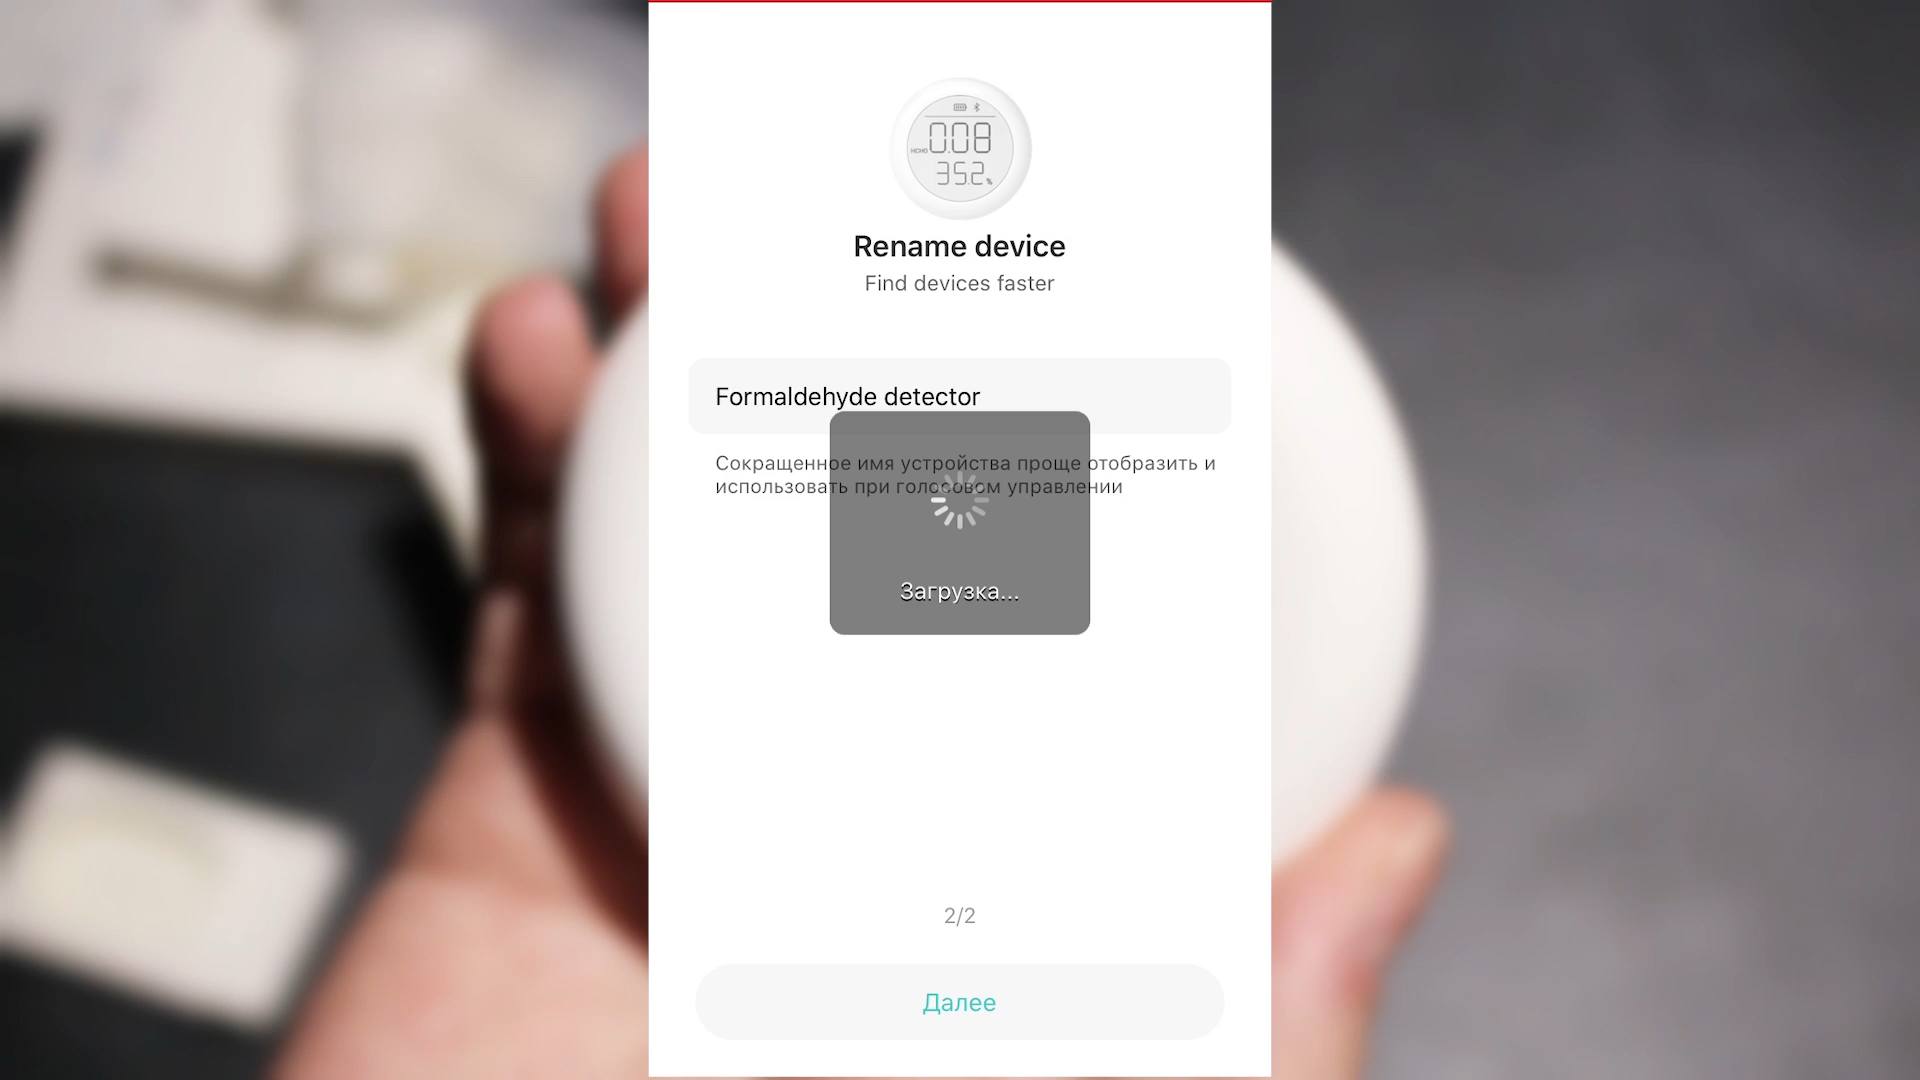 0.08
HCHO
35.2 %
Rename device
Find devices faster
Formaldehyde detector
Сокращенное имя устройства проще отобразить и
использовать при голосовом управлении
Загрузка...
2/2
Далее